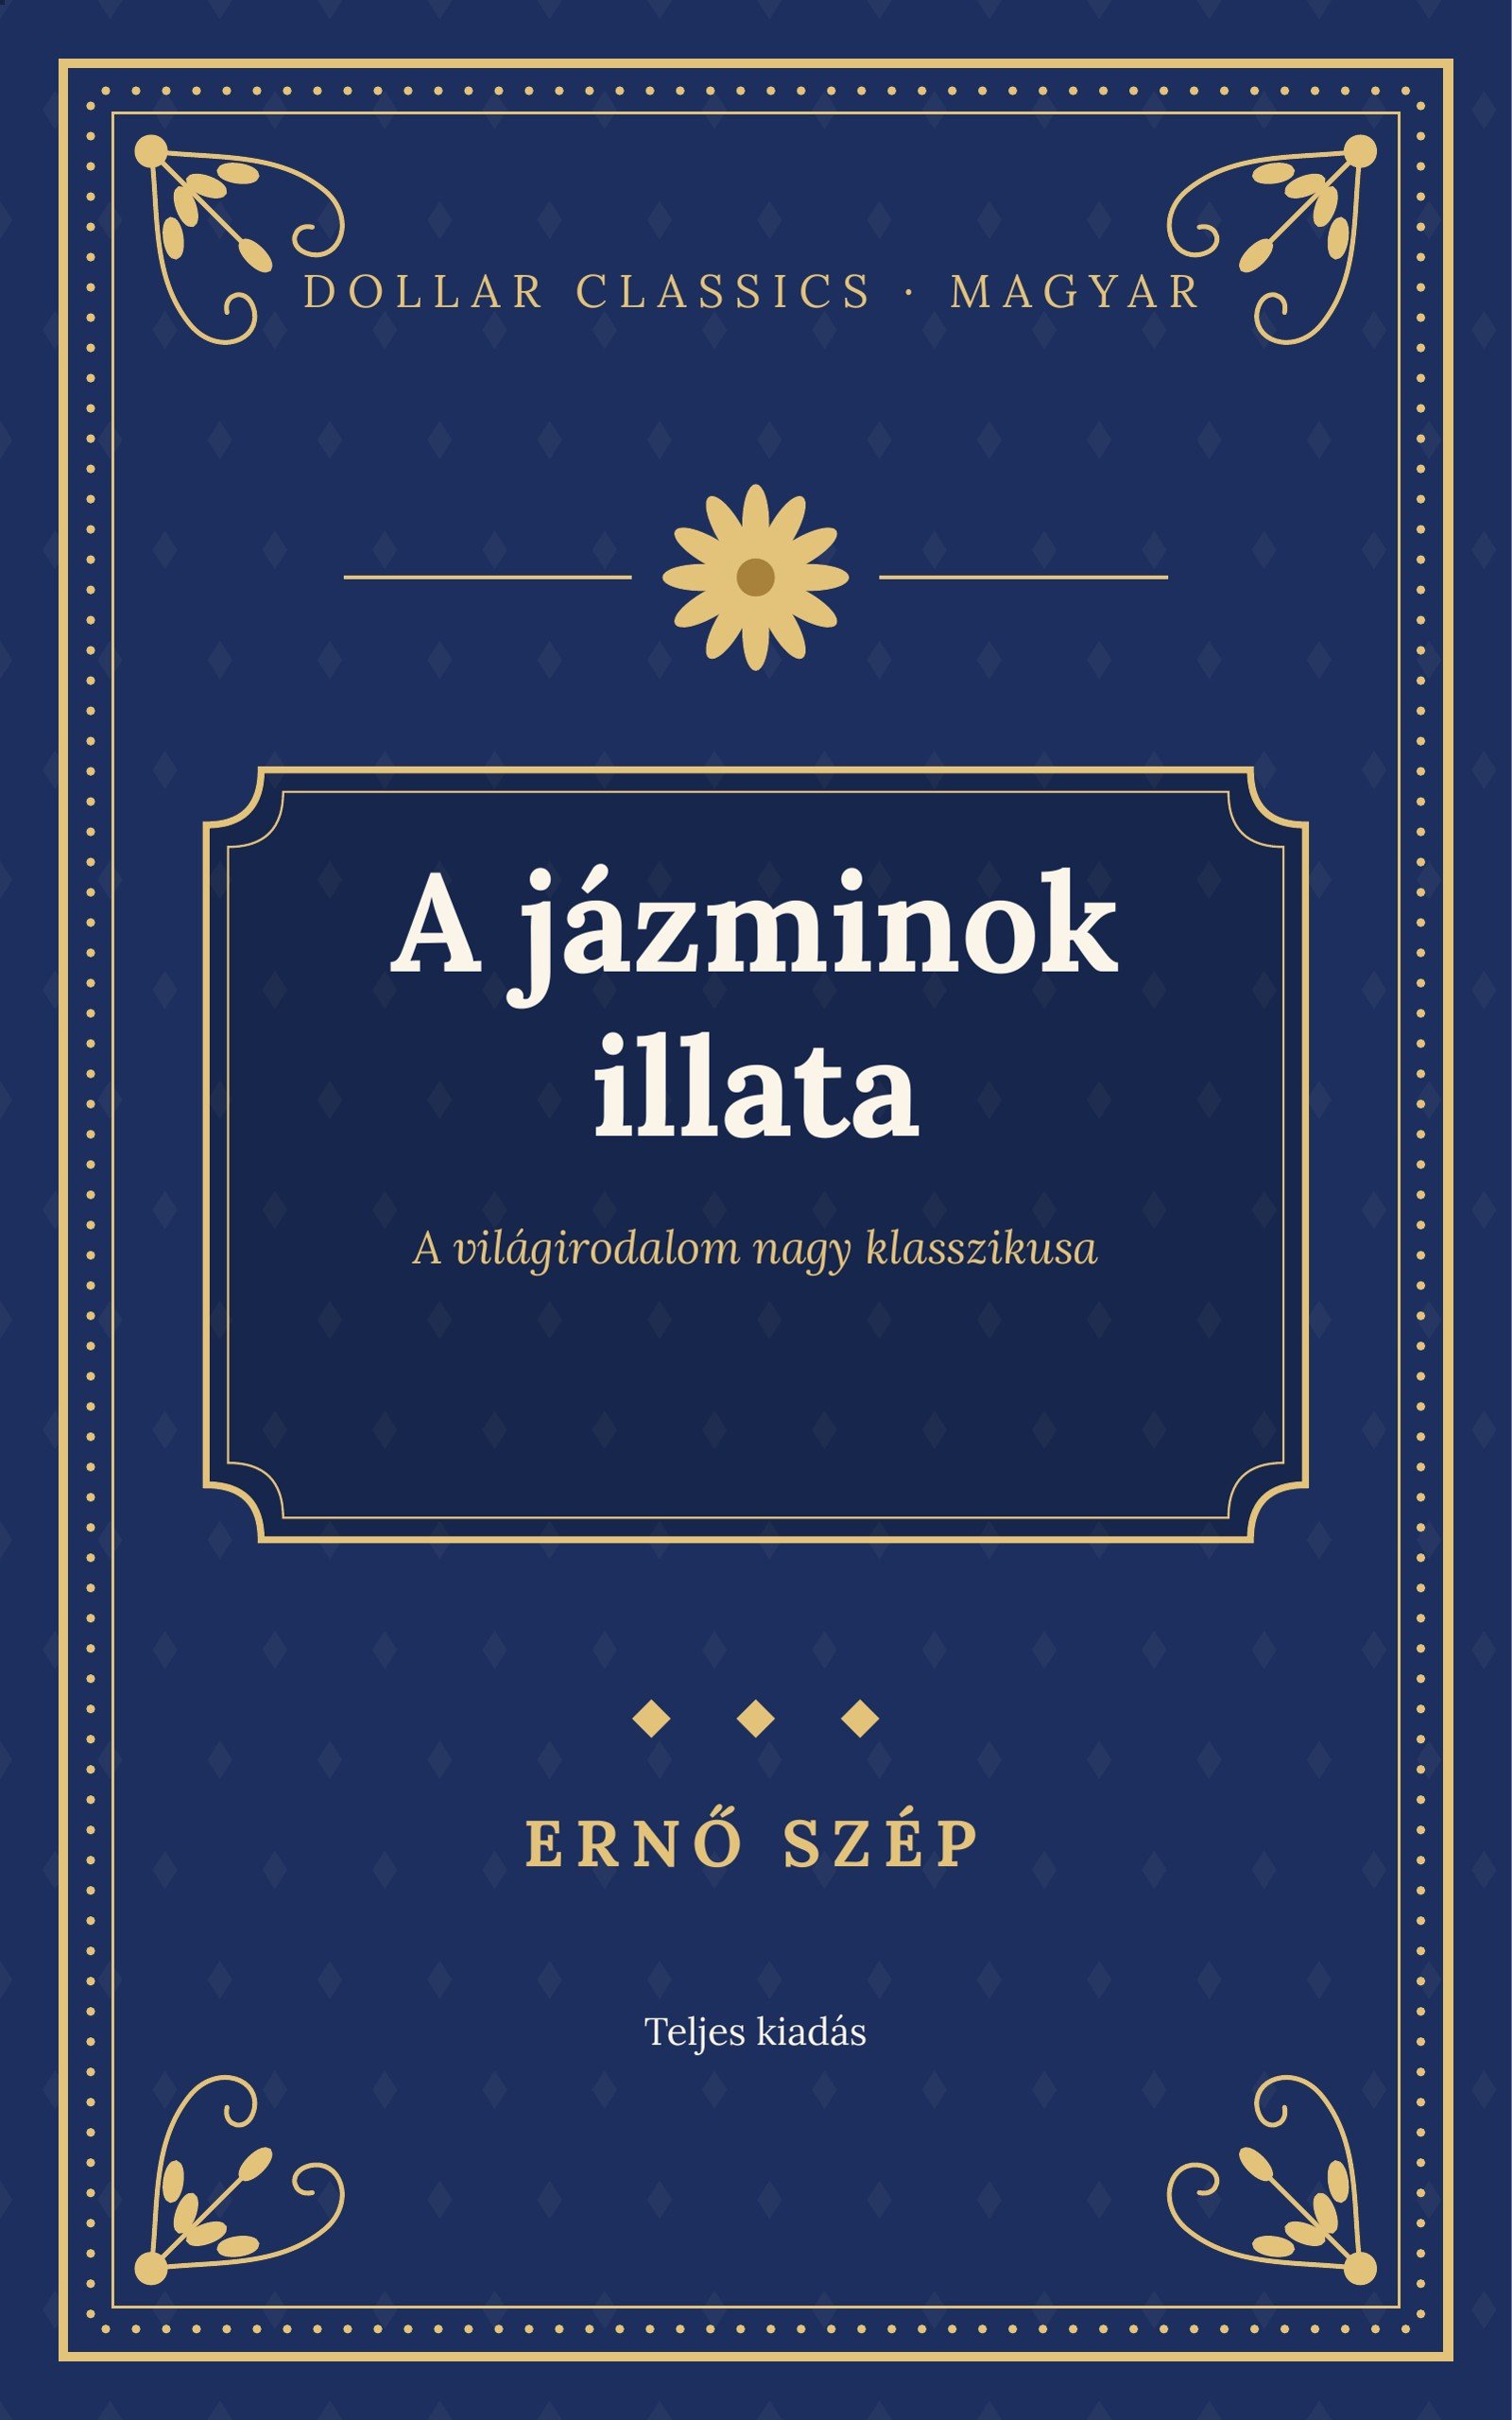 DOLLAR CLASSICS · MAGYAR
A jázminok
illata
A világirodalom nagy klasszikusa
ERNŐ SZÉP
Teljes kiadás